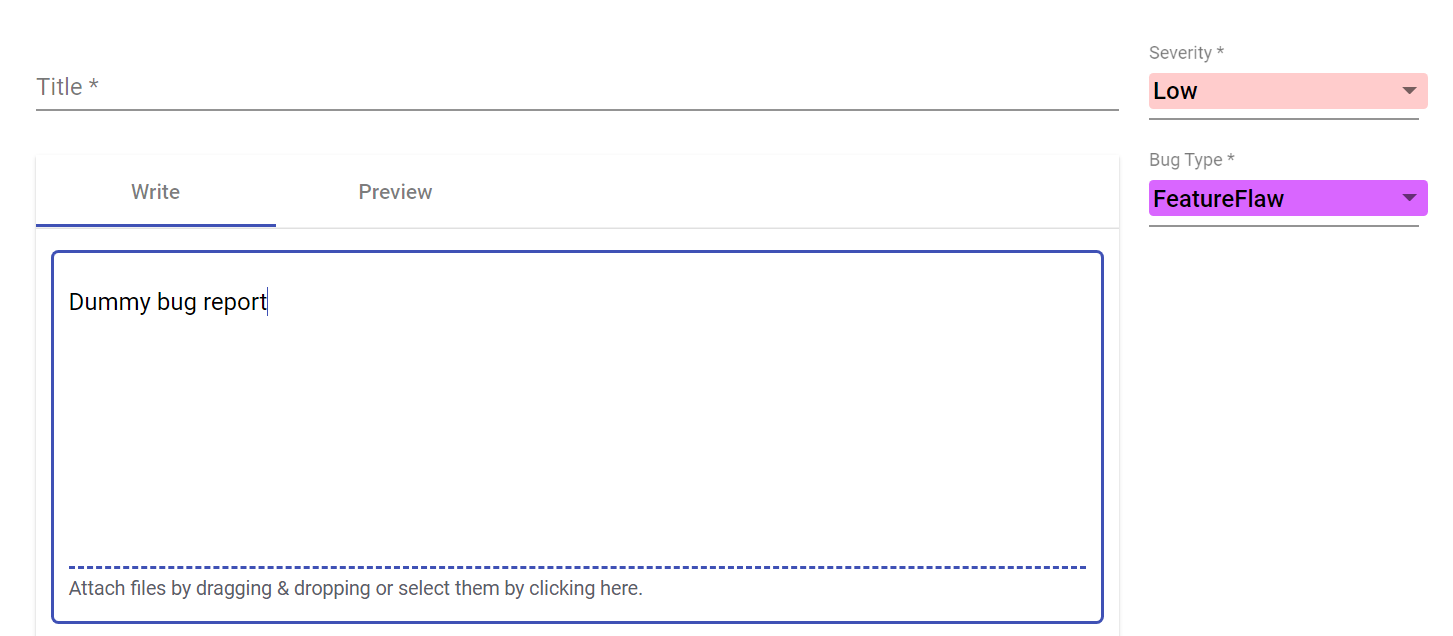 Title *
Write
Preview
Dummy bug report
Attach files by dragging & dropping or select them by clicking here.
Severity *
Low
Bug Type *
FeatureFlaw